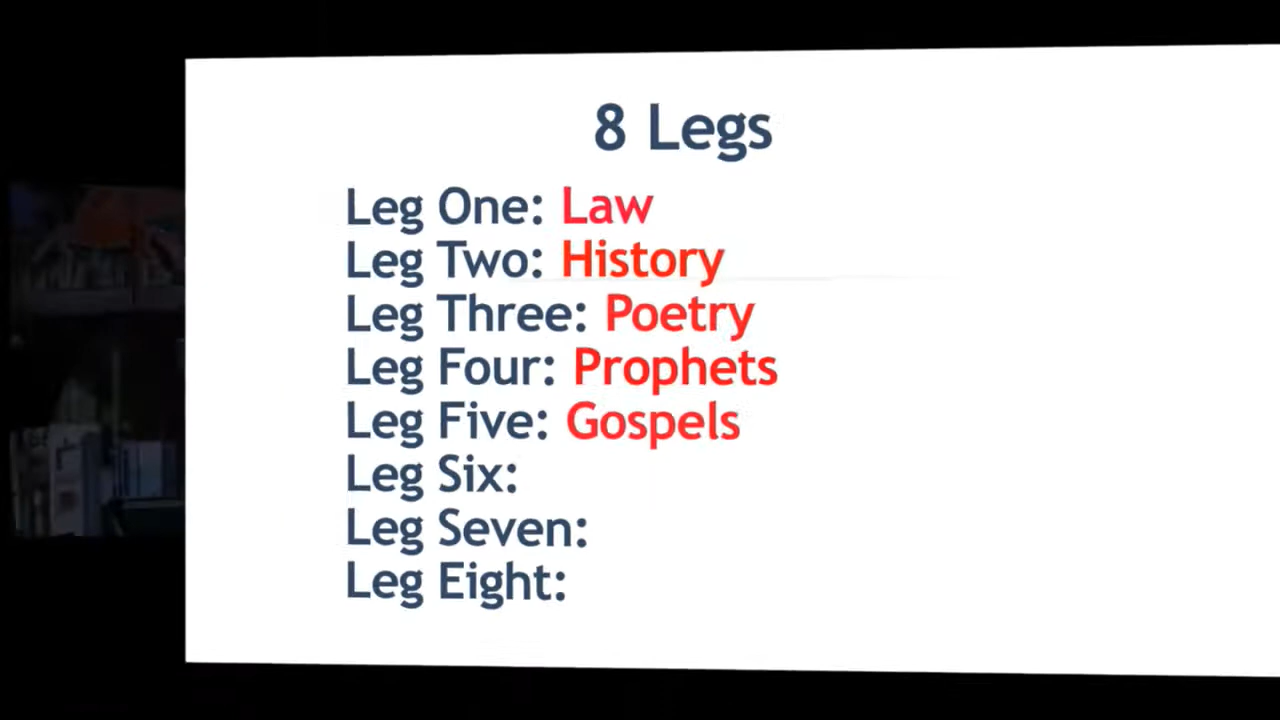 8 Legs
Leg One: Law
Leg Two: History
Leg Three: Poetry
Leg Four: Prophets
Leg Five: Gospels
Leg Six:
Leg Seven:
Leg Eight: